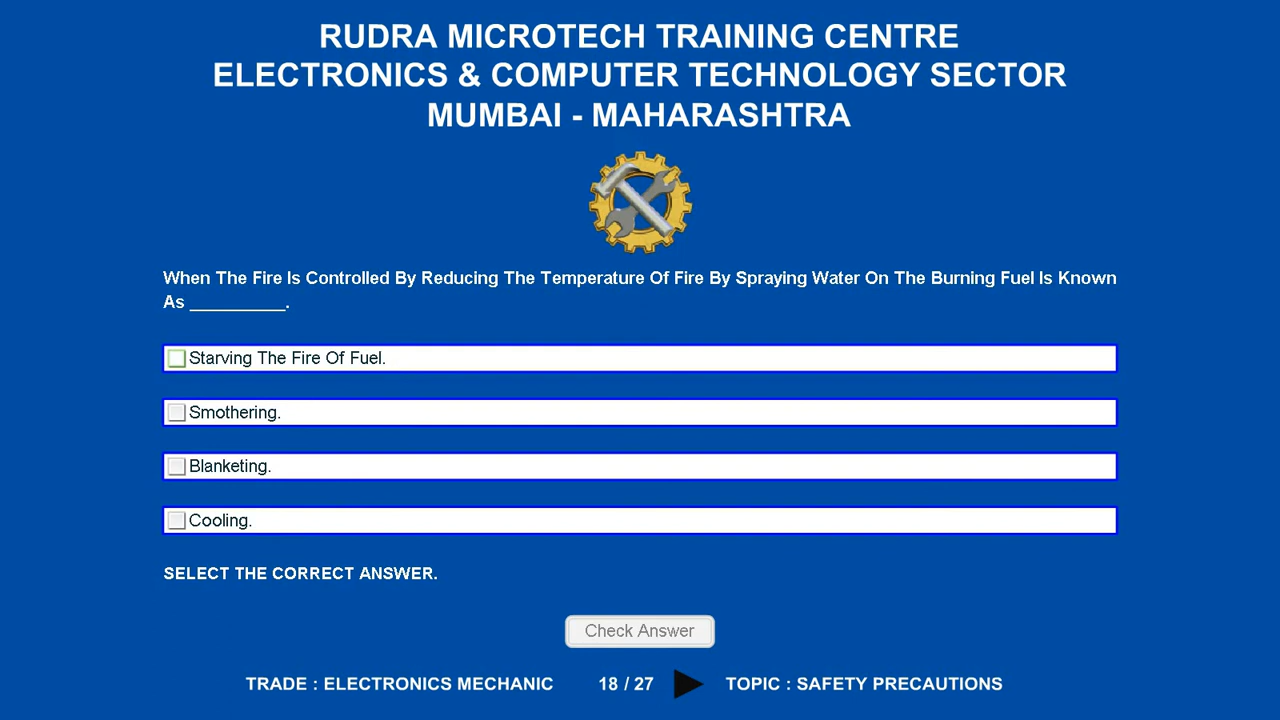 RUDRA MICROTECH TRAINING CENTRE
ELECTRONICS & COMPUTER TECHNOLOGY SECTOR
MUMBAI - MAHARASHTRA
When The Fire Is Controlled By Reducing The Temperature Of Fire By Spraying Water On The Burning Fuel Is Known
As __________.
Starving The Fire Of Fuel.
Smothering.
Blanketing.
Cooling.
SELECT THE CORRECT ANSWER.
Check Answer
TRADE : ELECTRONICS MECHANIC 18 / 27 TOPIC : SAFETY PRECAUTIONS